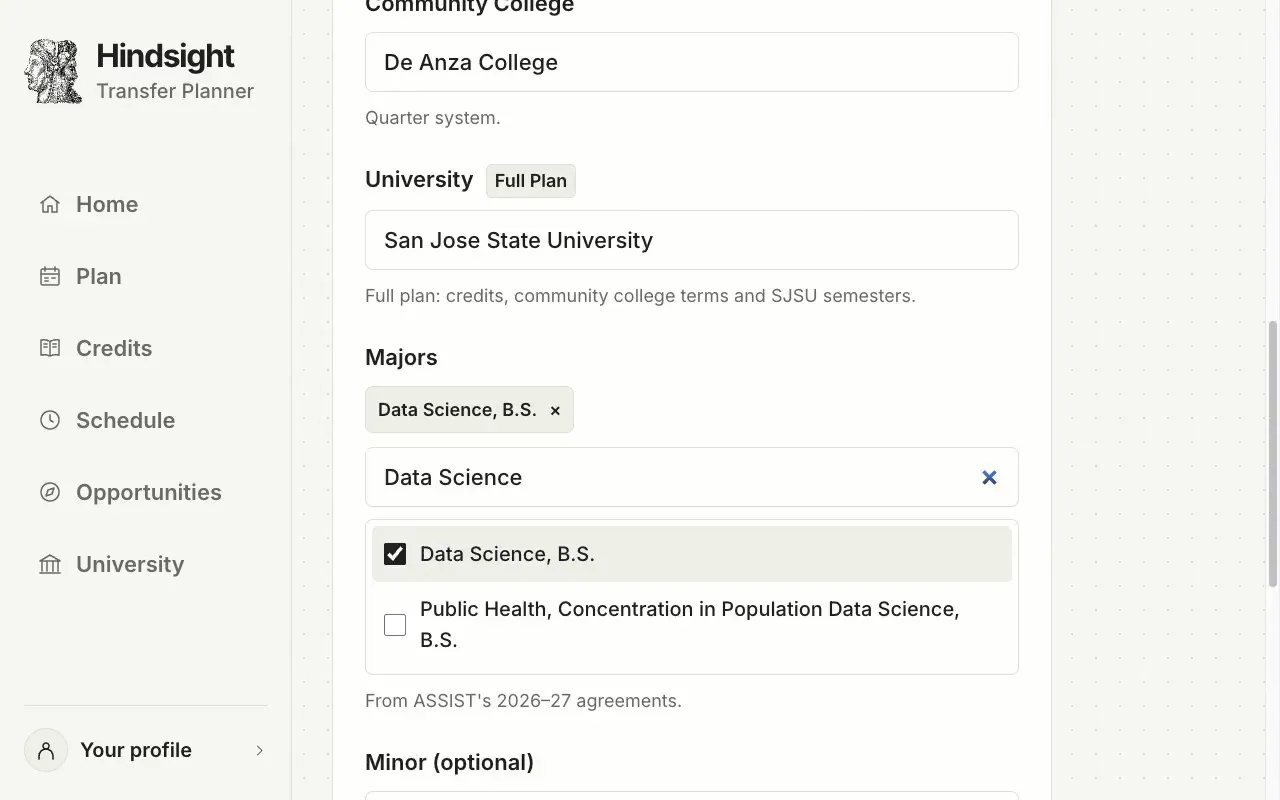 Hindsight
Transfer Planner
Home
Plan
Credits
Schedule
Opportunities
University
Your profile
Community College
De Anza College
Quarter system.
University
Full Plan
San Jose State University
Full plan: credits, community college terms and SJSU semesters.
Majors
Data Science, B.S. ×
Data Science
Data Science, B.S.
Public Health, Concentration in Population Data Science,
B.S.
From ASSIST's 2026–27 agreements.
Minor (optional)